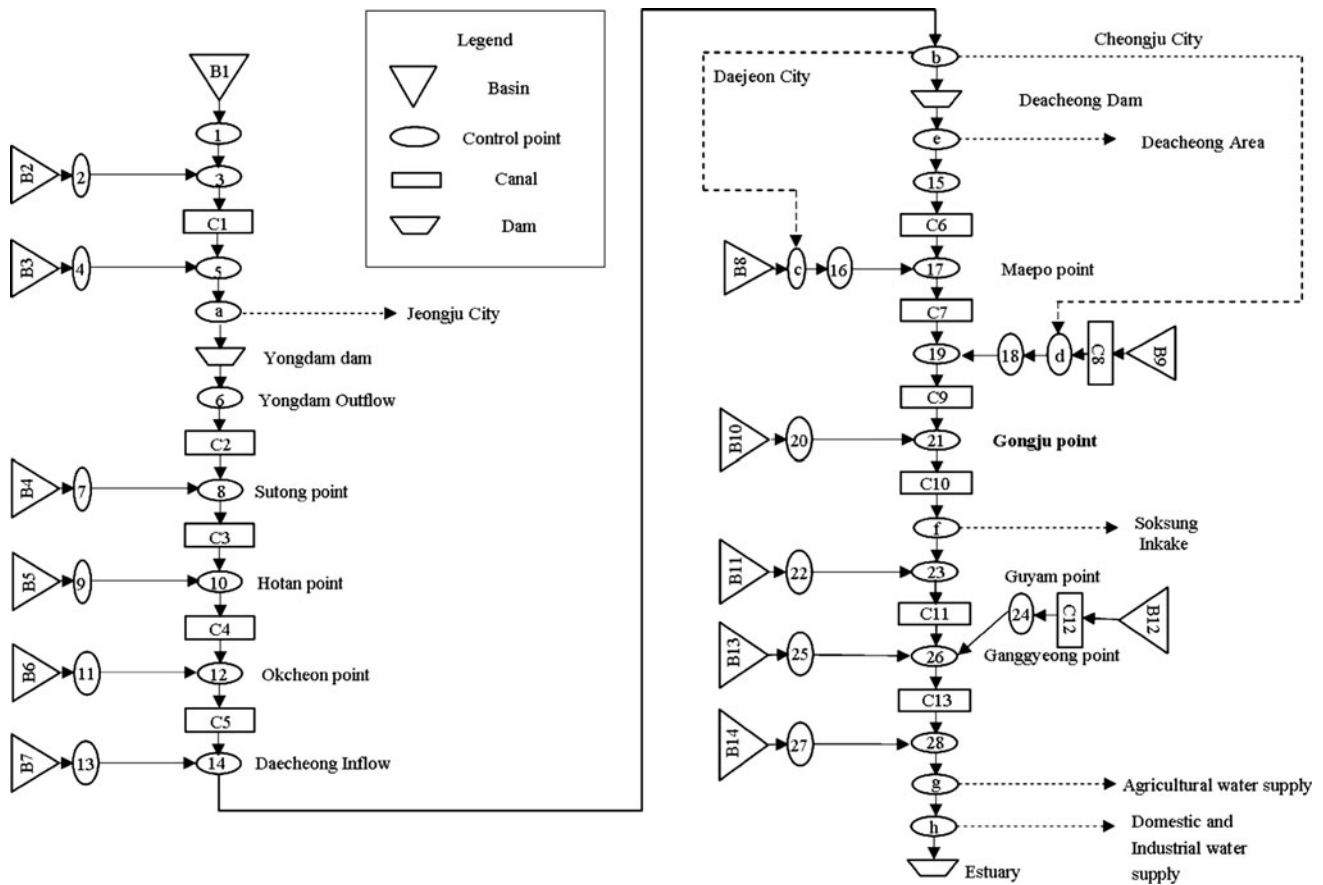 Legend
Basin
Control point
Canal
Dam
B1
1
B2
2
3
C1
B3
4
5
a
Jeongju City
Yongdam dam
6
Yongdam Outflow
C2
B4
7
8
Sutong point
C3
B5
9
10
Hotan point
C4
B6
11
12
Okcheon point
C5
B7
13
14
Daecheong Inflow
b
Cheongju City
Daejeon City
Deacheong Dam
e
Deacheong Area
15
C6
B8
c
16
17
Maepo point
C7
19
18
d
C8
B9
C9
B10
20
21
Gongju point
C10
f
Soksung
Inkake
B11
22
23
Guyam point
C11
24
C12
B12
B13
25
26
Ganggyeong point
C13
B14
27
28
g
Agricultural water supply
h
Domestic and
Industrial water
supply
Estuary